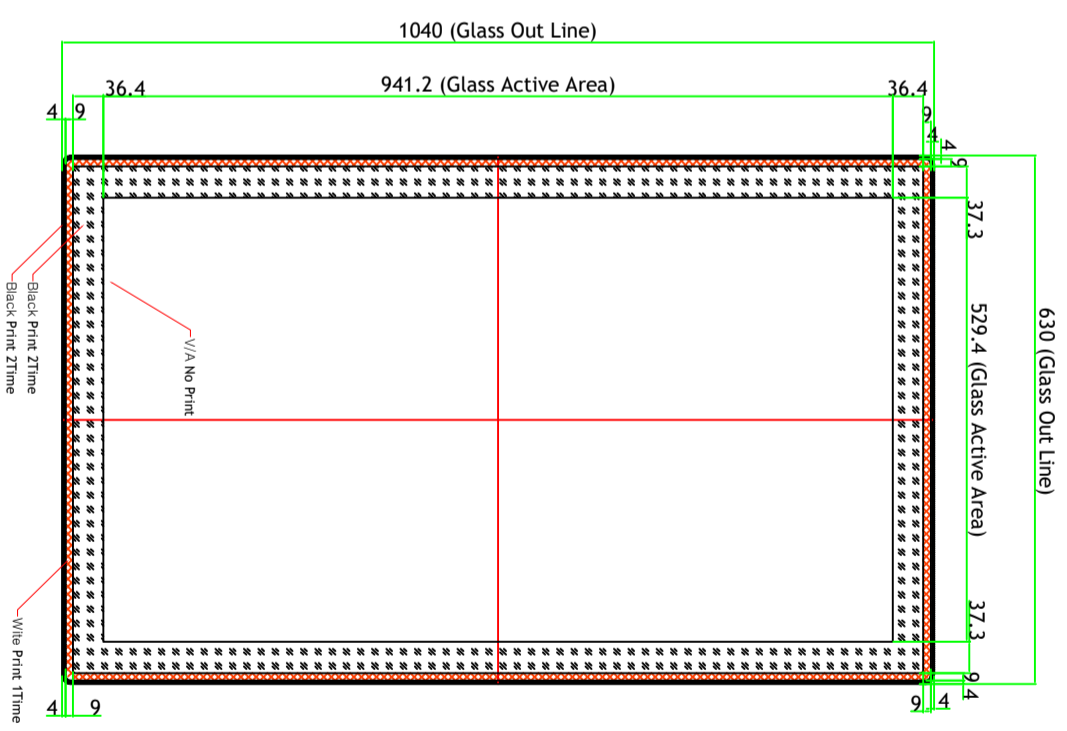 1040 (Glass Out Line)
941.2 (Glass Active Area)
36.4
36.4
4
9
9
4
4
9
37.3
529.4 (Glass Active Area)
630 (Glass Out Line)
37.3
9
4
Black Print 2Time
Black Print 2Time
V/A No Print
Wite Print 1Time
4
9
9
4